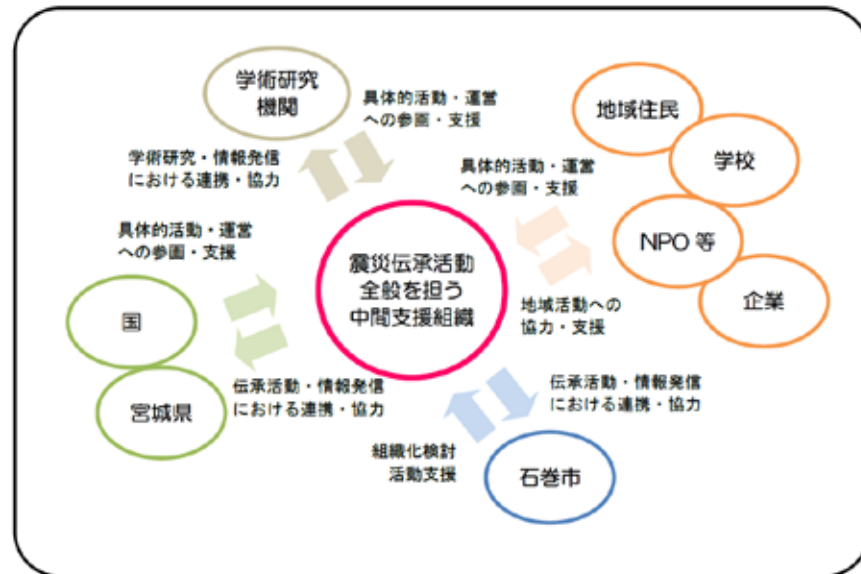 学術研究
機関
具体的活動・運営
への参画・支援
学術研究・情報発信
における連携・協力
地域住民
学校
NPO 等
企業
具体的活動・運営
への参画・支援
地域活動への
協力・支援
具体的活動・運営
への参画・支援
国
宮城県
伝承活動・情報発信
における連携・協力
震災伝承活動
全般を担う
中間支援組織
伝承活動・情報発信
における連携・協力
組織化検討
活動支援
石巻市